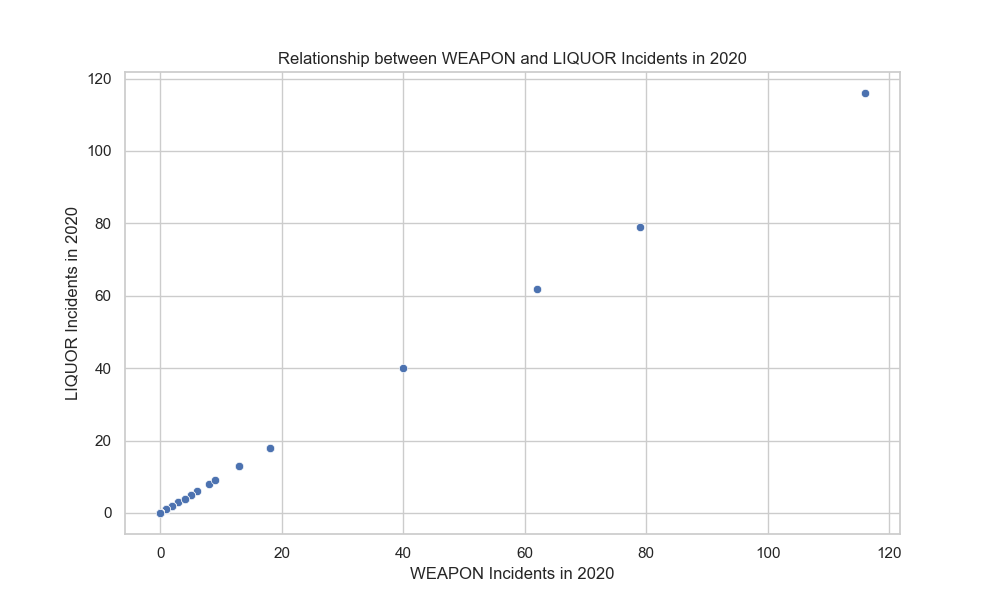 Relationship between WEAPON and LIQUOR Incidents in 2020
120
100
80
60
40
20
0
LIQUOR Incidents in 2020
0 20 40 60 80 100 120
WEAPON Incidents in 2020